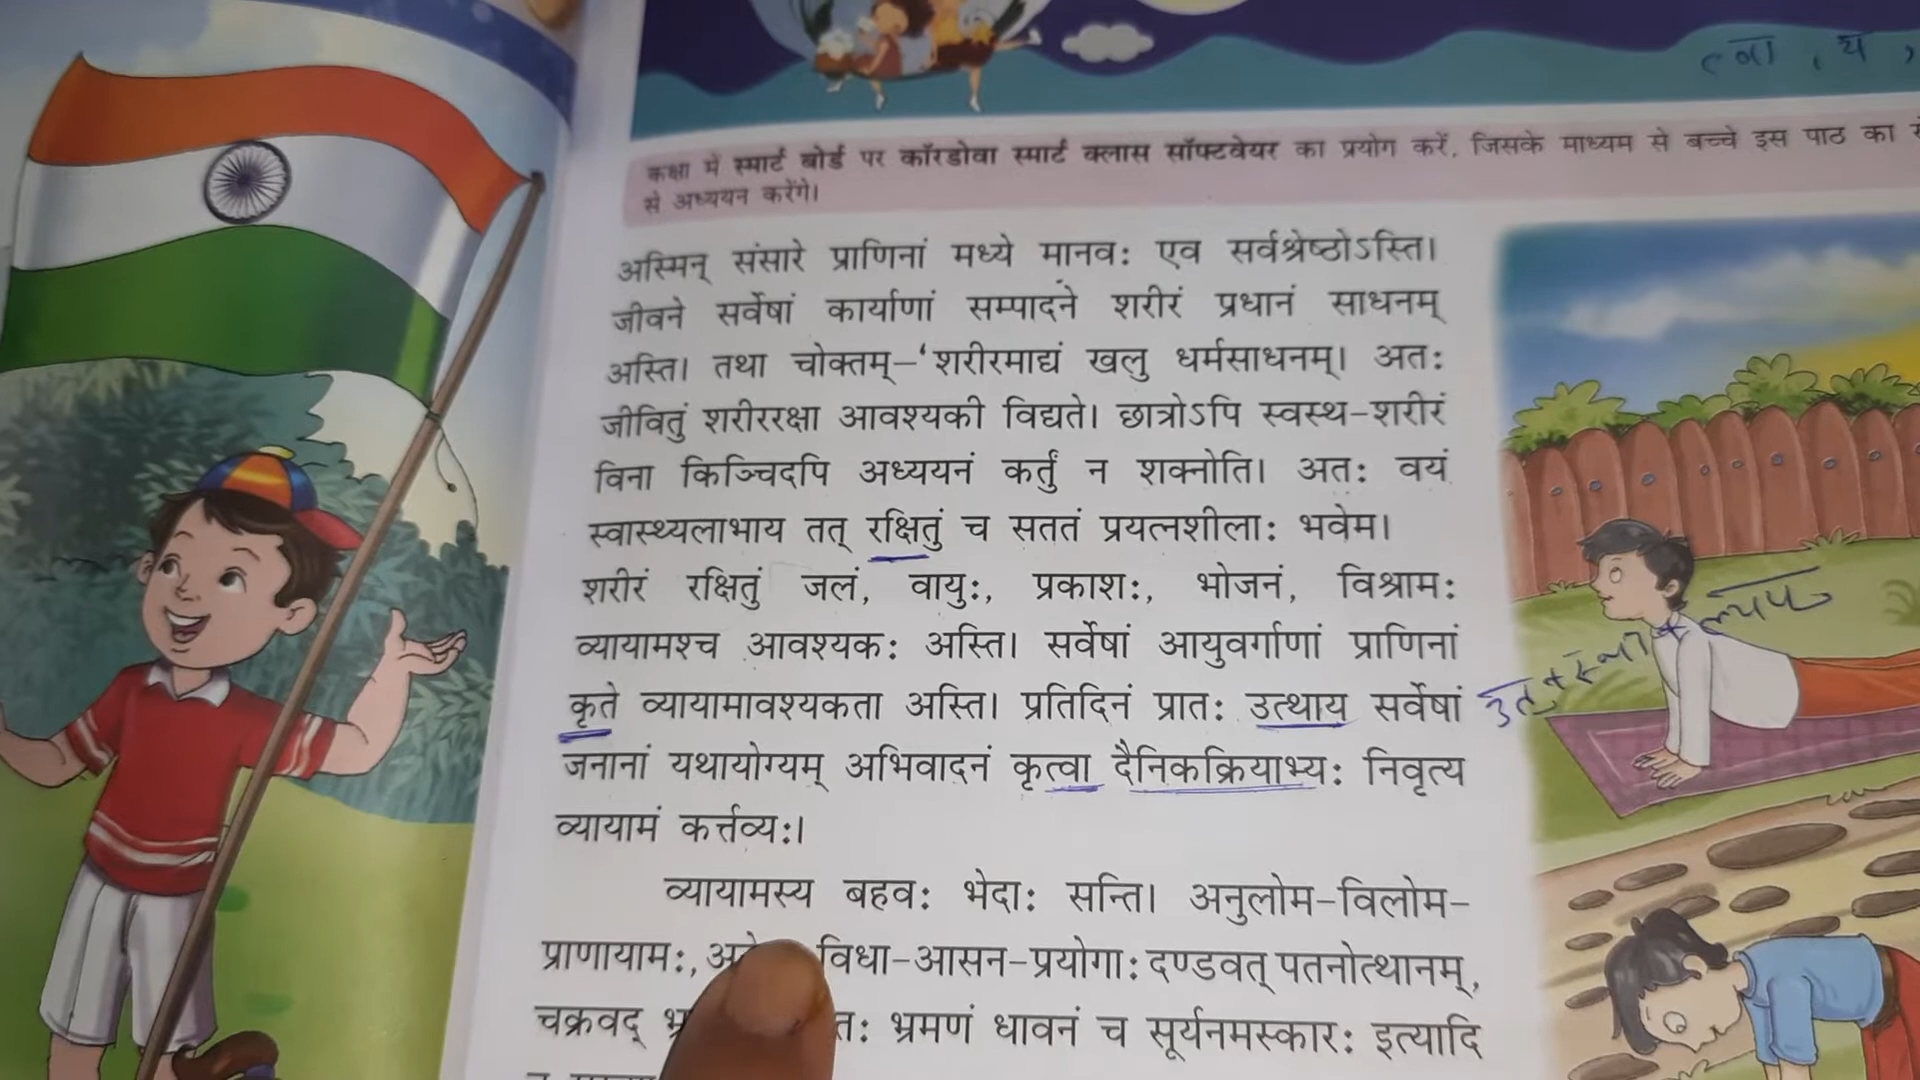 त्वा, य,
कक्षा में स्मार्ट बोर्ड पर कॉरडोवा स्मार्ट क्लास सॉफ्टवेयर का प्रयोग करें, जिसके माध्यम से बच्चे इस पाठ का
से अध्ययन करेंगे।
अस्मिन् संसारे प्राणिनां मध्ये मानवः एव सर्वश्रेष्ठोऽस्ति।
जीवने सर्वेषां कार्याणां सम्पादने शरीरं प्रधानं साधनम्
अस्ति। तथा चोक्तम्–‘शरीरमाद्यं खलु धर्मसाधनम्। अतः
जीवितुं शरीररक्षा आवश्यकी विद्यते। छात्रोऽपि स्वस्थ-शरीरं
विना किञ्चिदपि अध्ययनं कर्तुं न शक्नोति। अतः वयं
स्वास्थ्यलाभाय तत् रक्षितुं च सततं प्रयत्नशीलाः भवेम।
शरीरं रक्षितुं जलं, वायुः, प्रकाशः, भोजनं, विश्रामः
व्यायामश्च आवश्यकः अस्ति। सर्वेषां आयुवर्गाणां प्राणिनां
कृते व्यायामावश्यकता अस्ति। प्रतिदिनं प्रातः उत्थाय सर्वेषां
जनानां यथायोग्यम् अभिवादनं कृत्वा दैनिकक्रियाभ्यः निवृत्य
व्यायामं कर्त्तव्यः।
व्यायामस्य बहवः भेदाः सन्ति। अनुलोम-विलोम-
प्राणायामः, विधा-आसन-प्रयोगाः दण्डवत् पतनोत्थानम्,
चक्रवद् भ्रमणं धावनं च सूर्यनमस्कारः इत्यादि